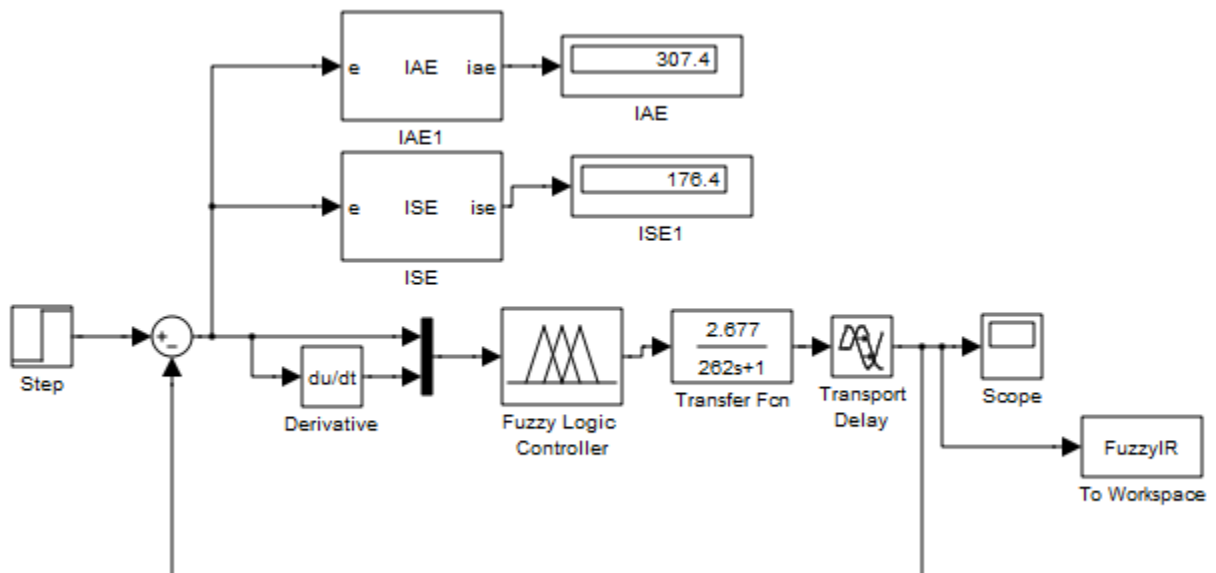 e IAE iae
307.4
IAE
IAE1
e ISE ise
176.4
ISE1
ISE
Step
+
−
du/dt
Derivative
Fuzzy Logic
Controller
2.677
262s+1
Transfer Fcn
Transport
Delay
Scope
FuzzyIR
To Workspace